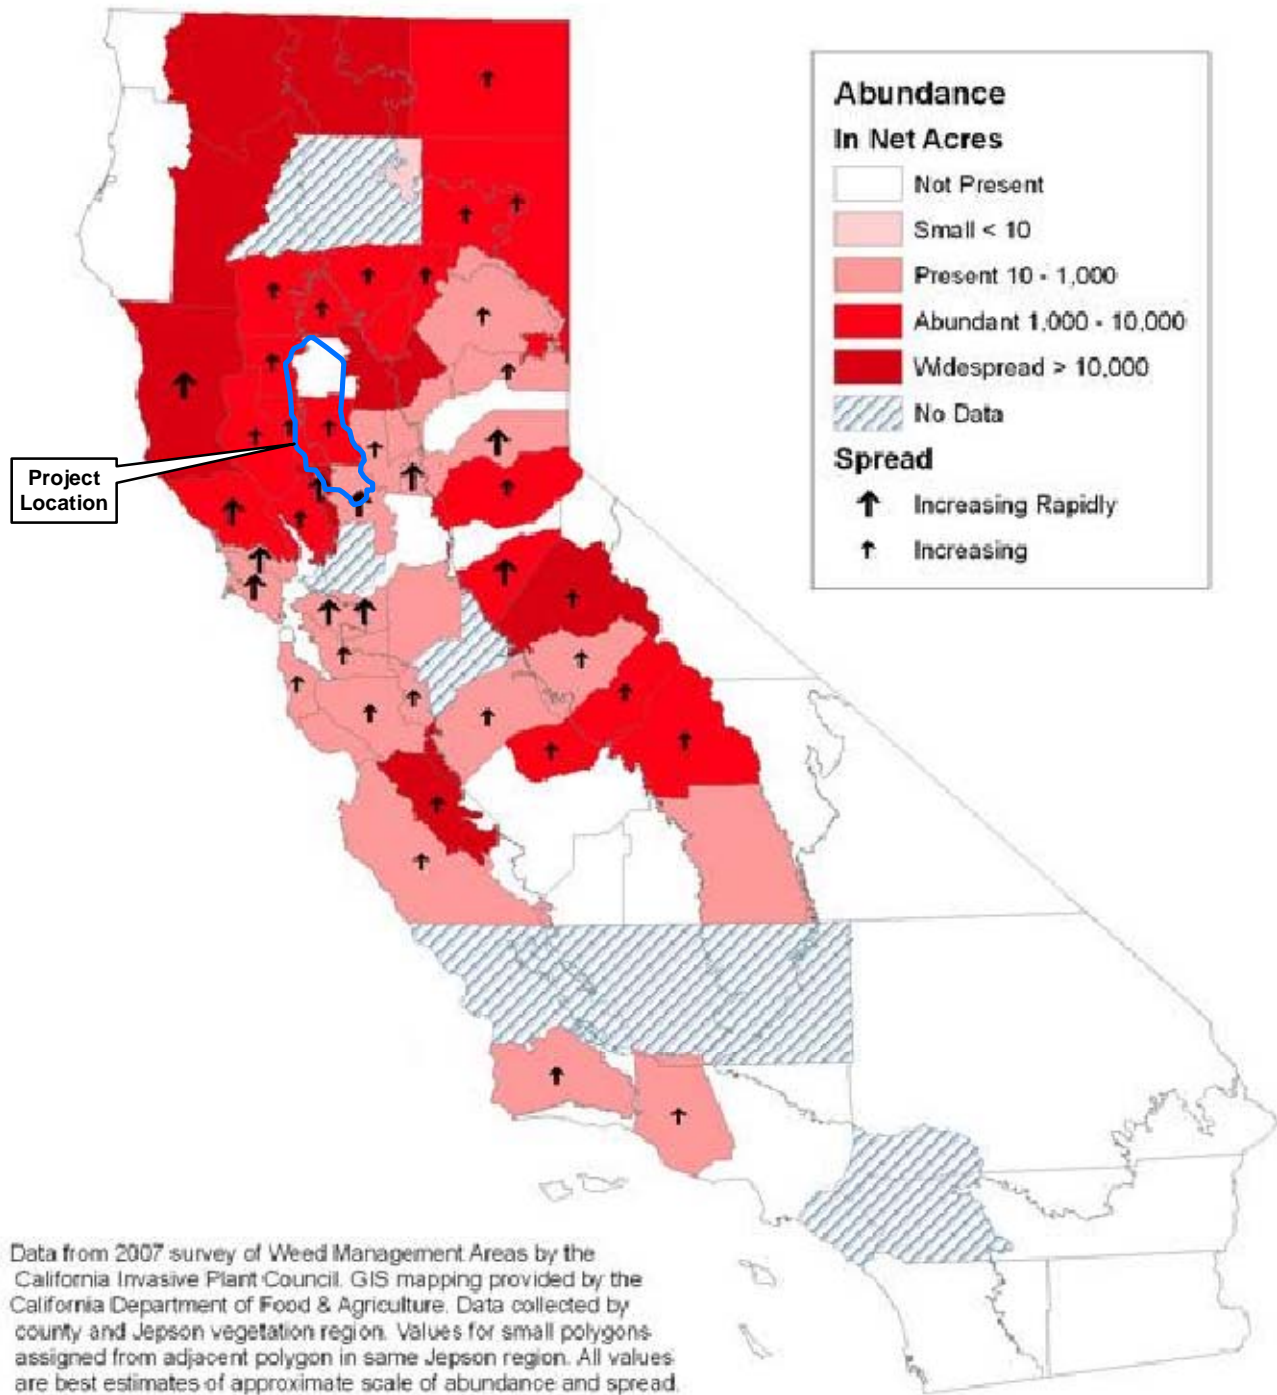 Abundance
In Net Acres
Not Present
Small < 10
Present 10 - 1,000
Abundant 1,000 - 10,000
Widespread > 10,000
No Data
Spread
Increasing Rapidly
Increasing
Project
Location
Data from 2007 survey of Weed Management Areas by the
California Invasive Plant Council. GIS mapping provided by the
California Department of Food & Agriculture. Data collected by
county and Jepson vegetation region. Values for small polygons
assigned from adjacent polygon in same Jepson region. All values
are best estimates of approximate scale of abundance and spread.